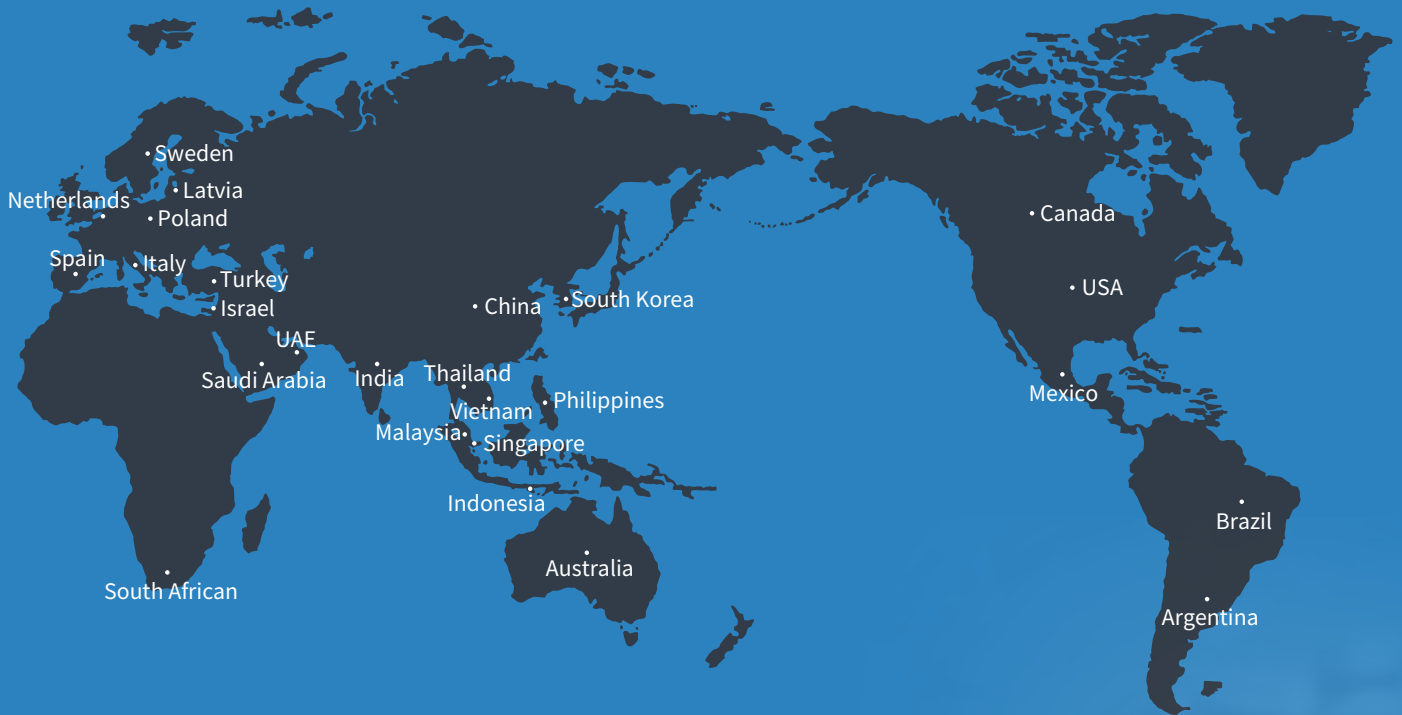 Sweden
Latvia
Netherlands
Poland
Canada
Spain
Italy
Turkey
USA
China
South Korea
Israel
UAE
Saudi Arabia
India
Thailand
Mexico
Vietnam
Philippines
Malaysia
Singapore
Indonesia
Brazil
Australia
South African
Argentina